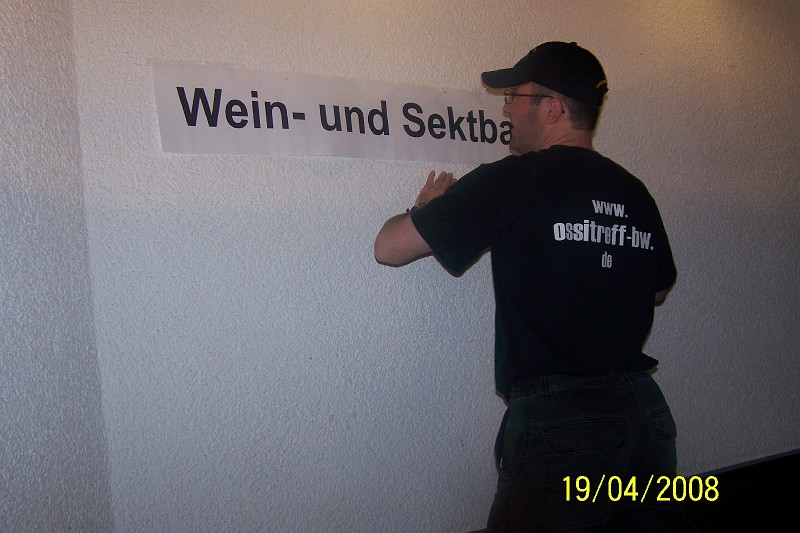 Wein- und Sektba
www.
ossitreff-bw.
de
19/04/2008